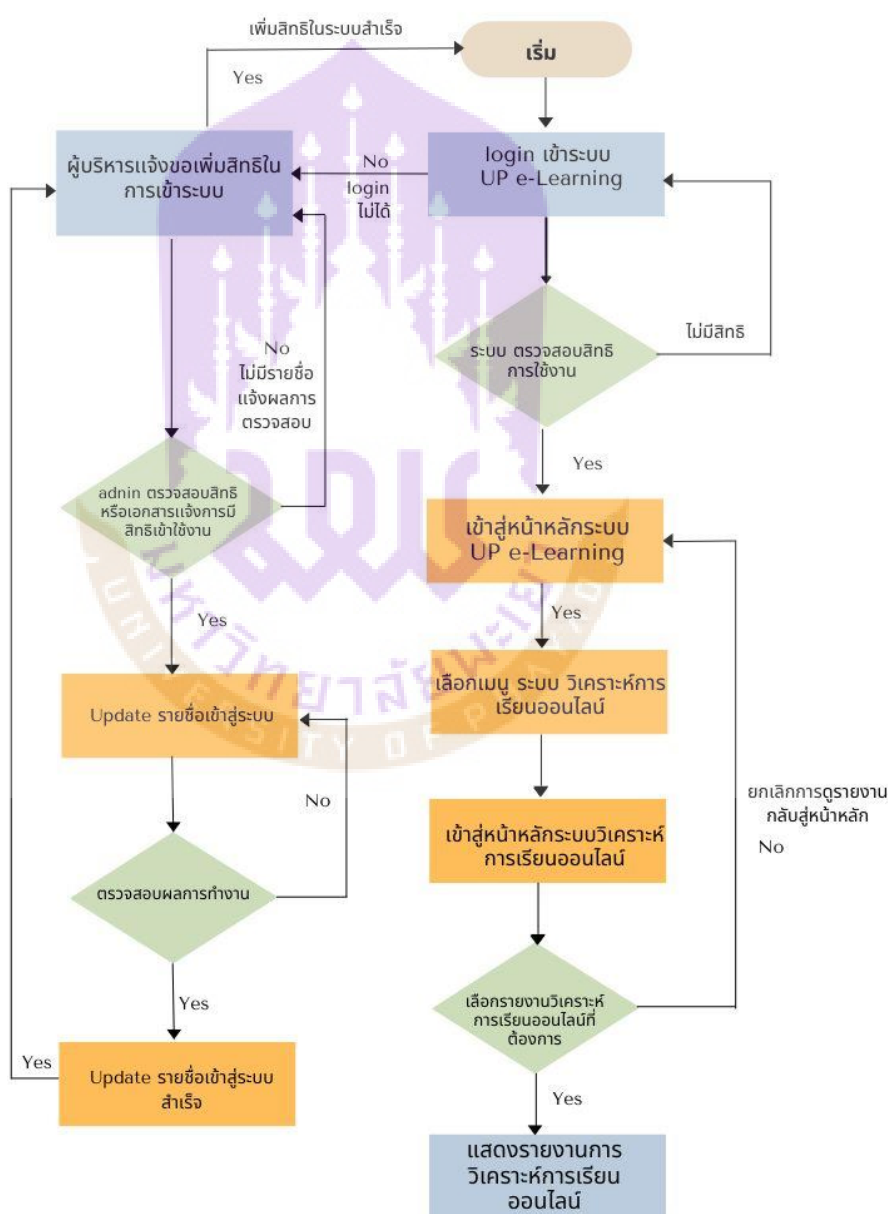 เพิ่มสิทธิในระบบสำเร็จ
เริ่ม
Yes
ผู้บริหารแจ้งขอเพิ่มสิทธิใน
การเข้าระบบ
No
login
ไม่ได้
login เข้าระบบ
UP e-Learning
ระบบ ตรวจสอบสิทธิ
การใช้งาน
ไม่มีสิทธิ
No
ไม่มีรายชื่อ
แจ้งผลการ
ตรวจสอบ
Yes
admin ตรวจสอบสิทธิ
หรือเอกสารแจ้งการมี
สิทธิเข้าใช้งาน
เข้าสู่หน้าหลักระบบ
UP e-Learning
Yes
Yes
มหาวิทยาลัยพะเยา
UNIVERSITY OF PHAYAO
เลือกเมนู ระบบ วิเคราะห์การ
เรียนออนไลน์
Update รายชื่อเข้าสู่ระบบ
No
ยกเลิกการดูรายงาน
กลับสู่หน้าหลัก
No
เข้าสู่หน้าหลักระบบวิเคราะห์
การเรียนออนไลน์
ตรวจสอบผลการทำงาน
Yes
เลือกรายงานวิเคราะห์
การเรียนออนไลน์ที่
ต้องการ
Yes
Update รายชื่อเข้าสู่ระบบ
สำเร็จ
Yes
แสดงรายงานการ
วิเคราะห์การเรียน
ออนไลน์